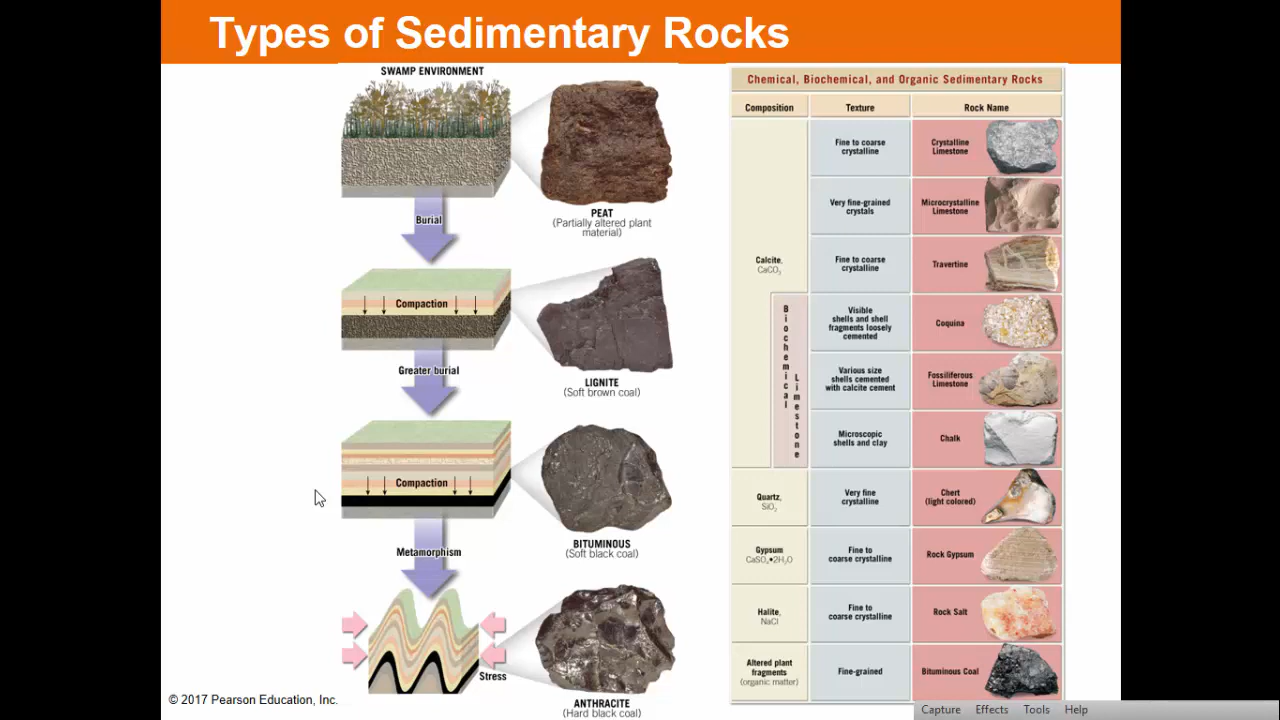 Types of Sedimentary Rocks
SWAMP ENVIRONMENT
PEAT
(Partially altered plant
material)
Burial
Compaction
LIGNITE
(Soft brown coal)
Greater burial
Compaction
BITUMINOUS
(Soft black coal)
Metamorphism
Stress
ANTHRACITE
(Hard black coal)
© 2017 Pearson Education, Inc.
Chemical, Biochemical, and Organic Sedimentary Rocks
Composition Texture Rock Name
Calcite,
CaCO₃
Biochemical
Limestone
Fine to coarse
crystalline
Crystalline
Limestone
Very fine-grained
crystals
Microcrystalline
Limestone
Fine to coarse
crystalline
Travertine
Visible
shells and shell
fragments loosely
cemented
Coquina
Various size
shells cemented
with calcite cement
Fossiliferous
Limestone
Microscopic
shells and clay
Chalk
Quartz,
SiO₂
Very fine
crystalline
Chert
(light colored)
Gypsum
CaSO₄•2H₂O
Fine to
coarse crystalline
Rock Gypsum
Halite,
NaCl
Fine to
coarse crystalline
Rock Salt
Altered plant
fragments
(organic matter)
Fine-grained
Bituminous Coal
Capture Effects Tools Help